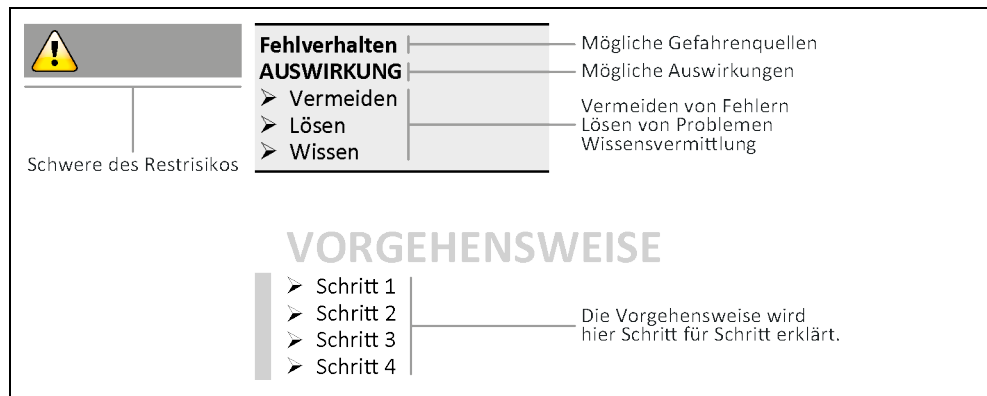 Fehlverhalten
Mögliche Gefahrenquellen
AUSWIRKUNG
Mögliche Auswirkungen
➢ Vermeiden
➢ Lösen
➢ Wissen
Vermeiden von Fehlern
Lösen von Problemen
Wissensvermittlung
Schwere des Restrisikos
VORGEHENSWEISE
➢ Schritt 1
➢ Schritt 2
➢ Schritt 3
➢ Schritt 4
Die Vorgehensweise wird
hier Schritt für Schritt erklärt.